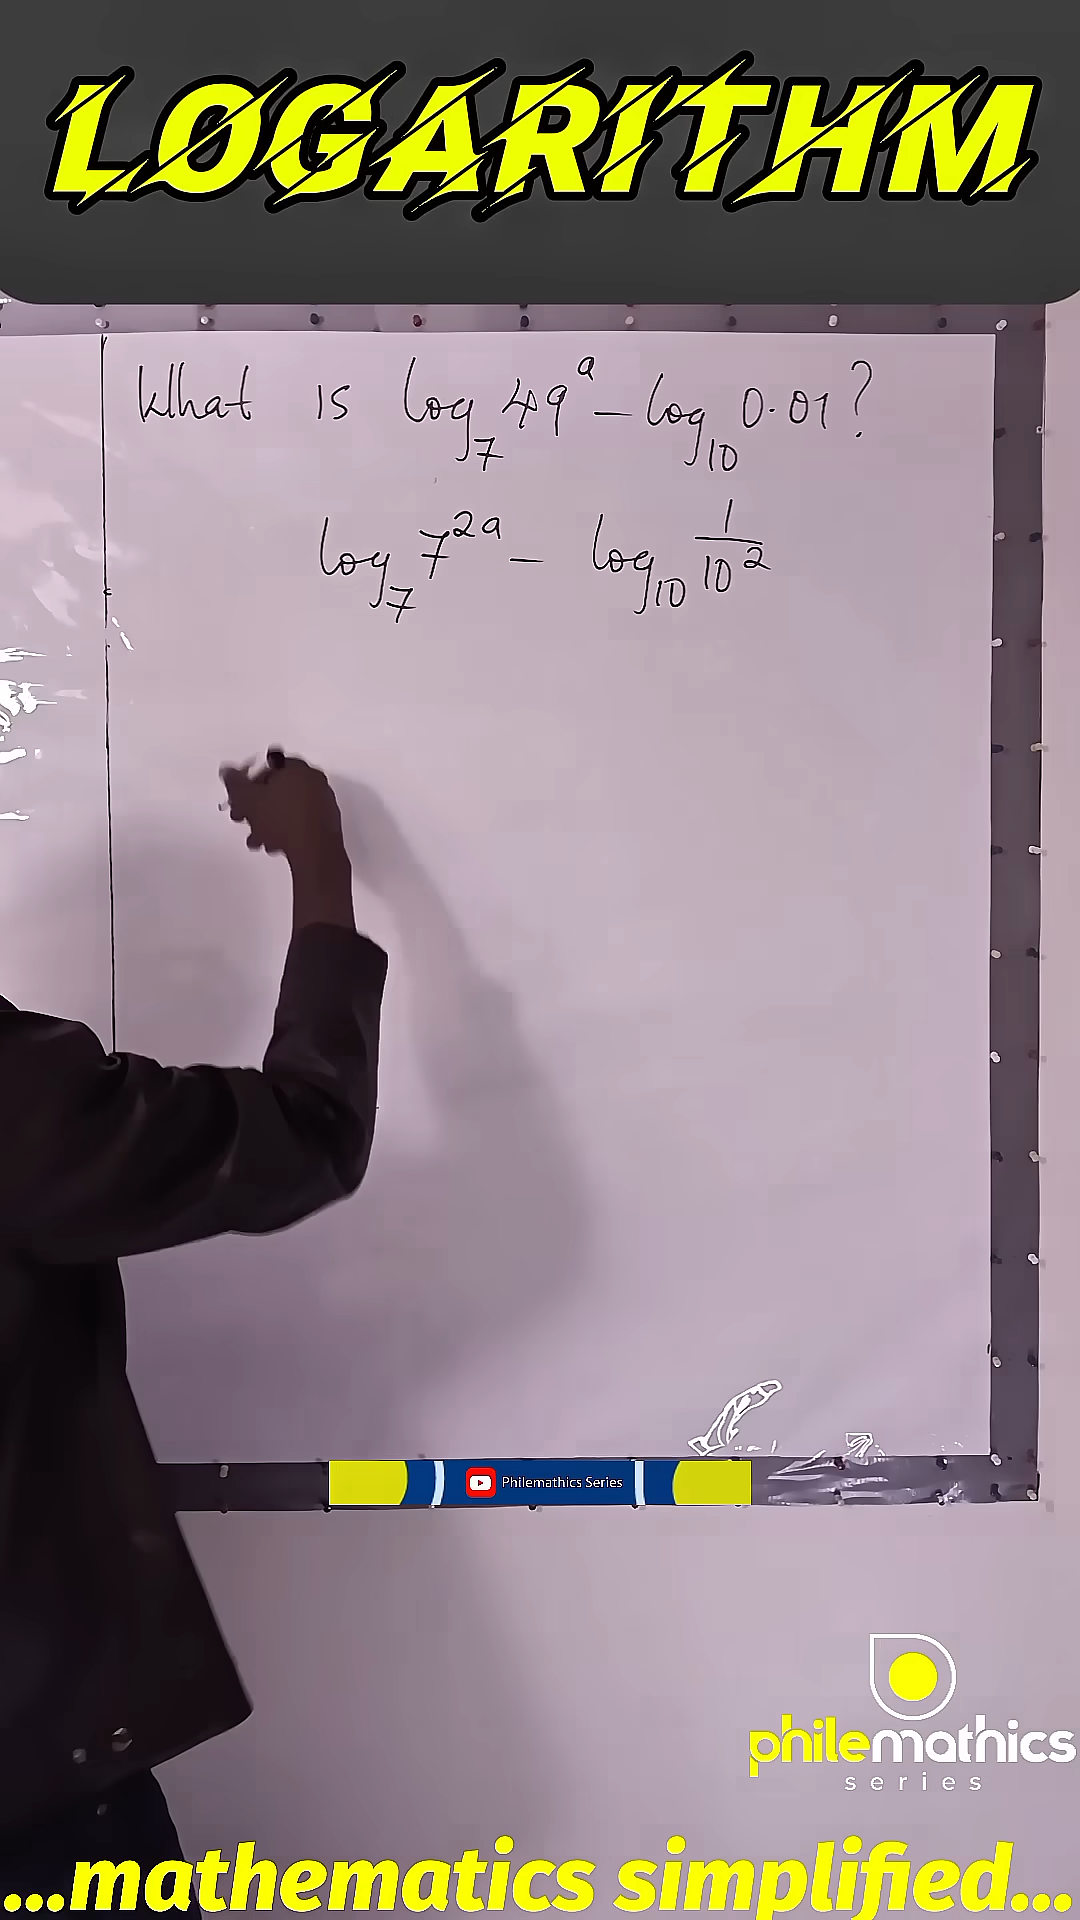 LOGARITHM
What is log₇ 49ᵃ – log₁₀ 0.01?
log₇ 7²ᵃ – log₁₀ 1/10²
Philemathics Series
philemathics
series
...mathematics simplified...